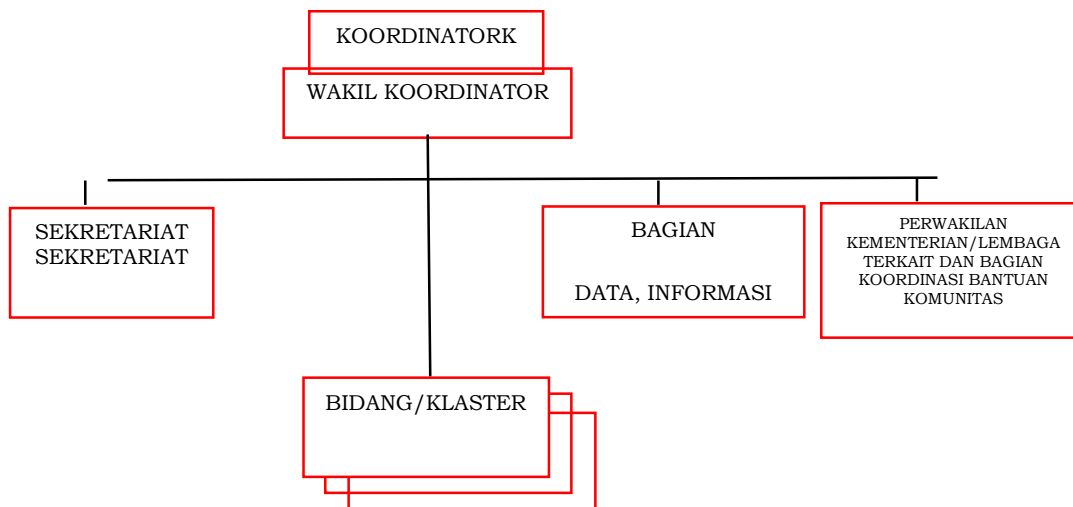 KOORDINATORK
WAKIL KOORDINATOR
SEKRETARIAT
SEKRETARIAT
BAGIAN
DATA, INFORMASI
PERWAKILAN
KEMENTERIAN/LEMBAGA
TERKAIT DAN BAGIAN
KOORDINASI BANTUAN
KOMUNITAS
BIDANG/KLASTER